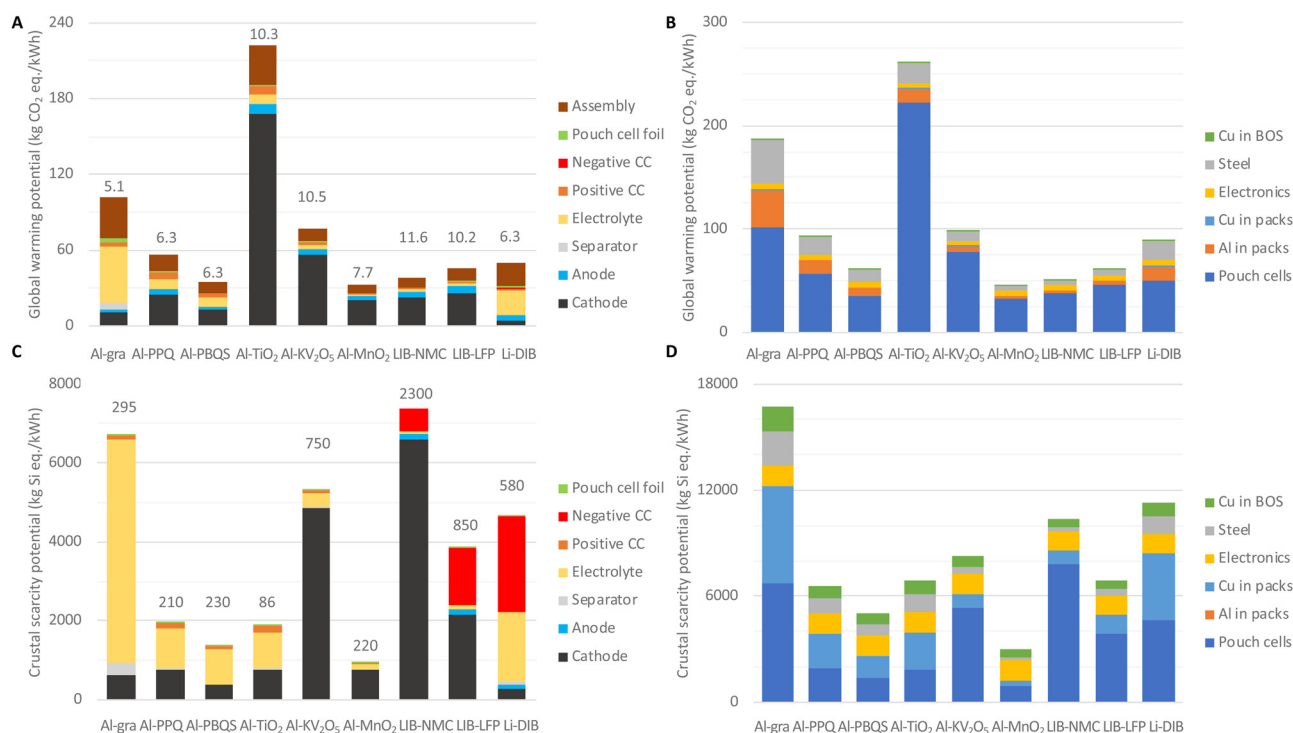 A
Global warming potential (kg CO₂ eq./kWh)
240
180
120
60
0
5.1
6.3
6.3
10.3
10.5
7.7
11.6
10.2
6.3
Al-gra Al-PPQ Al-PBQS Al-TiO₂ Al-KV₂O₅ Al-MnO₂ LIB-NMC LIB-LFP Li-DIB
Assembly
Pouch cell foil
Negative CC
Positive CC
Electrolyte
Separator
Anode
Cathode
B
Global warming potential (kg CO₂ eq./kWh)
300
200
100
0
Al-gra Al-PPQ Al-PBQS Al-TiO₂ Al-KV₂O₅ Al-MnO₂ LIB-NMC LIB-LFP Li-DIB
Cu in BOS
Steel
Electronics
Cu in packs
Al in packs
Pouch cells
C
Crustal scarcity potential (kg Si eq./kWh)
8000
6000
4000
2000
0
295
210
230
86
750
220
2300
850
580
Al-gra Al-PPQ Al-PBQS Al-TiO₂ Al-KV₂O₅ Al-MnO₂ LIB-NMC LIB-LFP Li-DIB
Pouch cell foil
Negative CC
Positive CC
Electrolyte
Separator
Anode
Cathode
D
Crustal scarcity potential (kg Si eq./kWh)
18000
12000
6000
0
Al-gra Al-PPQ Al-PBQS Al-TiO₂ Al-KV₂O₅ Al-MnO₂ LIB-NMC LIB-LFP Li-DIB
Cu in BOS
Steel
Electronics
Cu in packs
Al in packs
Pouch cells